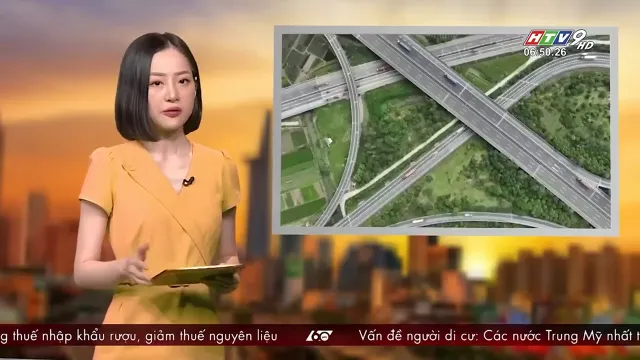 HTV9 HD
06:50:26
g thuế nhập khẩu rượu, giảm thuế nguyên liệu
Vấn đề người di cư: Các nước Trung Mỹ nhất t